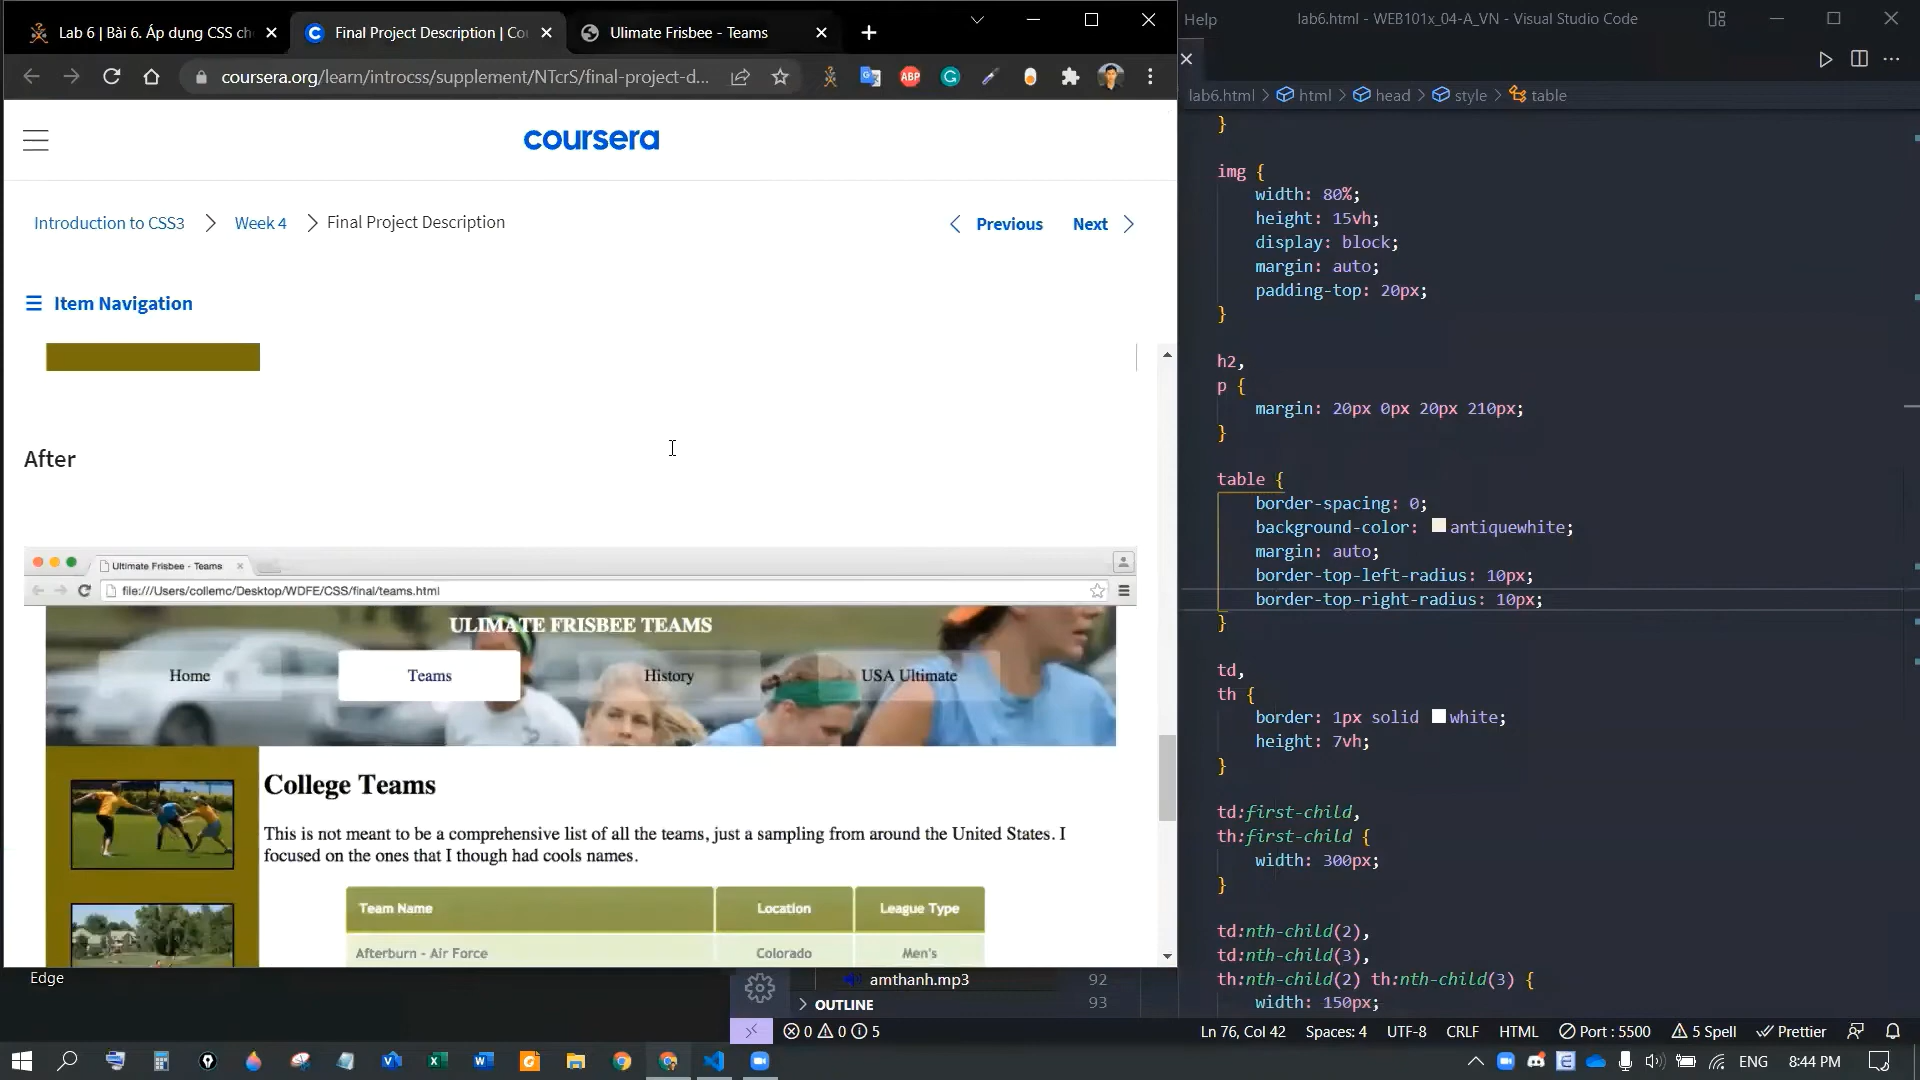 Lab 6 | Bài 6. Áp dụng CSS ch
Final Project Description | Co
Ulimate Frisbee - Teams
coursera.org/learn/introcss/supplement/NTcrS/final-project-d...
ABP
coursera
Introduction to CSS3 > Week 4 > Final Project Description
Previous
Next
Item Navigation
After
Ultimate Frisbee - Teams
file:///Users/collemc/Desktop/WDFE/CSS/final/teams.html
ULIMATE FRISBEE TEAMS
Home
Teams
History
USA Ultimate
College Teams
This is not meant to be a comprehensive list of all the teams, just a sampling from around the United States. I
focused on the ones that I though had cools names.
Team Name
Location
League Type
Afterburn - Air Force
Colorado
Men's
Edge
Help
lab6.html - WEB101x_04-A_VN - Visual Studio Code
lab6.html > html > head > style > table
}
img {
width: 80%;
height: 15vh;
display: block;
margin: auto;
padding-top: 20px;
}
h2,
p {
margin: 20px 0px 20px 210px;
}
table {
border-spacing: 0;
background-color: antiquewhite;
margin: auto;
border-top-left-radius: 10px;
border-top-right-radius: 10px;
}
td,
th {
border: 1px solid white;
height: 7vh;
}
td:first-child,
th:first-child {
width: 300px;
}
td:nth-child(2),
td:nth-child(3),
th:nth-child(2) th:nth-child(3) {
width: 150px;
amthanh.mp3
92
OUTLINE
93
0 0 5
Ln 76, Col 42
Spaces: 4
UTF-8
CRLF
HTML
Port : 5500
5 Spell
Prettier
ENG
8:44 PM